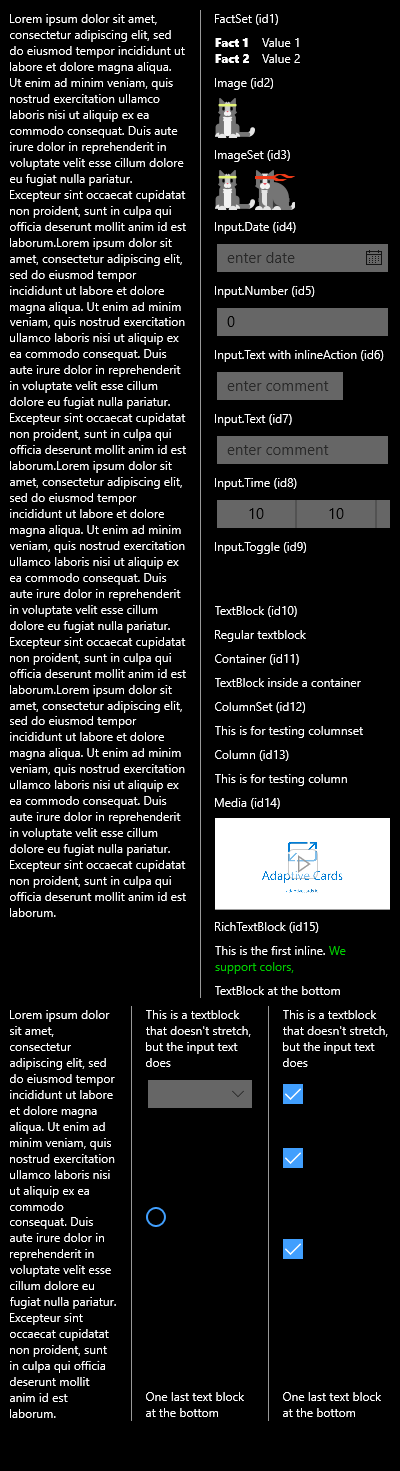 Lorem ipsum dolor sit amet,
consectetur adipiscing elit, sed
do eiusmod tempor incididunt ut
labore et dolore magna aliqua.
Ut enim ad minim veniam, quis
nostrud exercitation ullamco
laboris nisi ut aliquip ex ea
commodo consequat. Duis aute
irure dolor in reprehenderit in
voluptate velit esse cillum dolore
eu fugiat nulla pariatur.
Excepteur sint occaecat cupidatat
non proident, sunt in culpa qui
officia deserunt mollit anim id est
laborum.Lorem ipsum dolor sit
amet, consectetur adipiscing elit,
sed do eiusmod tempor
incididunt ut labore et dolore
magna aliqua. Ut enim ad minim
veniam, quis nostrud exercitation
ullamco laboris nisi ut aliquip ex
ea commodo consequat. Duis
aute irure dolor in reprehenderit
in voluptate velit esse cillum
dolore eu fugiat nulla pariatur.
Excepteur sint occaecat cupidatat
non proident, sunt in culpa qui
officia deserunt mollit anim id est
laborum.Lorem ipsum dolor sit
amet, consectetur adipiscing elit,
sed do eiusmod tempor
incididunt ut labore et dolore
magna aliqua. Ut enim ad minim
veniam, quis nostrud exercitation
ullamco laboris nisi ut aliquip ex
ea commodo consequat. Duis
aute irure dolor in reprehenderit
in voluptate velit esse cillum
dolore eu fugiat nulla pariatur.
Excepteur sint occaecat cupidatat
non proident, sunt in culpa qui
officia deserunt mollit anim id est
laborum.Lorem ipsum dolor sit
amet, consectetur adipiscing elit,
sed do eiusmod tempor
incididunt ut labore et dolore
magna aliqua. Ut enim ad minim
veniam, quis nostrud exercitation
ullamco laboris nisi ut aliquip ex
ea commodo consequat. Duis
aute irure dolor in reprehenderit
in voluptate velit esse cillum
dolore eu fugiat nulla pariatur.
Excepteur sint occaecat cupidatat
non proident, sunt in culpa qui
officia deserunt mollit anim id est
laborum.
FactSet (id1)
Fact 1 Value 1
Fact 2 Value 2
Image (id2)
ImageSet (id3)
Input.Date (id4)
enter date
Input.Number (id5)
0
Input.Text with inlineAction (id6)
enter comment
Input.Text (id7)
enter comment
Input.Time (id8)
10 10
Input.Toggle (id9)
TextBlock (id10)
Regular textblock
Container (id11)
TextBlock inside a container
ColumnSet (id12)
This is for testing columnset
Column (id13)
This is for testing column
Media (id14)
Adaptive Cards
RichTextBlock (id15)
This is the first inline. We
support colors,
TextBlock at the bottom
Lorem ipsum dolor
sit amet,
consectetur
adipiscing elit, sed
do eiusmod tempor
incididunt ut labore
et dolore magna
aliqua. Ut enim ad
minim veniam, quis
nostrud exercitation
ullamco laboris nisi
ut aliquip ex ea
commodo
consequat. Duis
aute irure dolor in
reprehenderit in
voluptate velit esse
cillum dolore eu
fugiat nulla pariatur.
Excepteur sint
occaecat cupidatat
non proident, sunt
in culpa qui officia
deserunt mollit
anim id est
laborum.
This is a textblock
that doesn't stretch,
but the input text
does
One last text block
at the bottom
This is a textblock
that doesn't stretch,
but the input text
does
One last text block
at the bottom